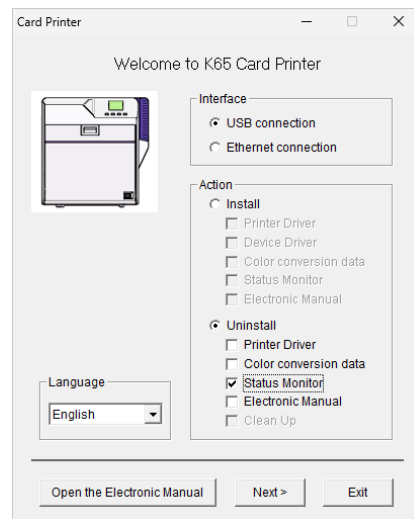 Card Printer
Welcome to K65 Card Printer
Interface
USB connection
Ethernet connection
Action
Install
Printer Driver
Device Driver
Color conversion data
Status Monitor
Electronic Manual
Uninstall
Printer Driver
Color conversion data
Status Monitor
Electronic Manual
Clean Up
Language
English
Open the Electronic Manual
Next >
Exit